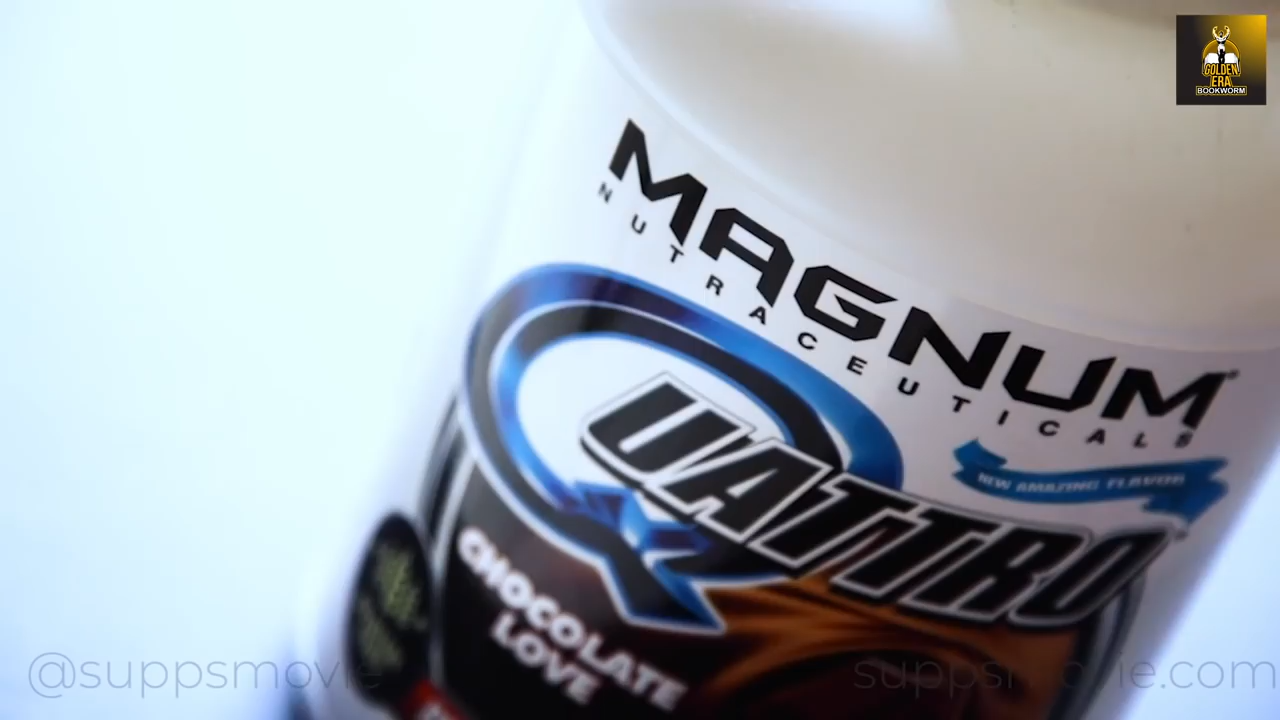 GOLDEN
ERA
BOOKWORM
MAGNUM
NUTRACEUTICALS
QUATTRO
NEW AMAZING FLAVOR
CHOCOLATE
LOVE
@suppsmovie
suppsmovie.com